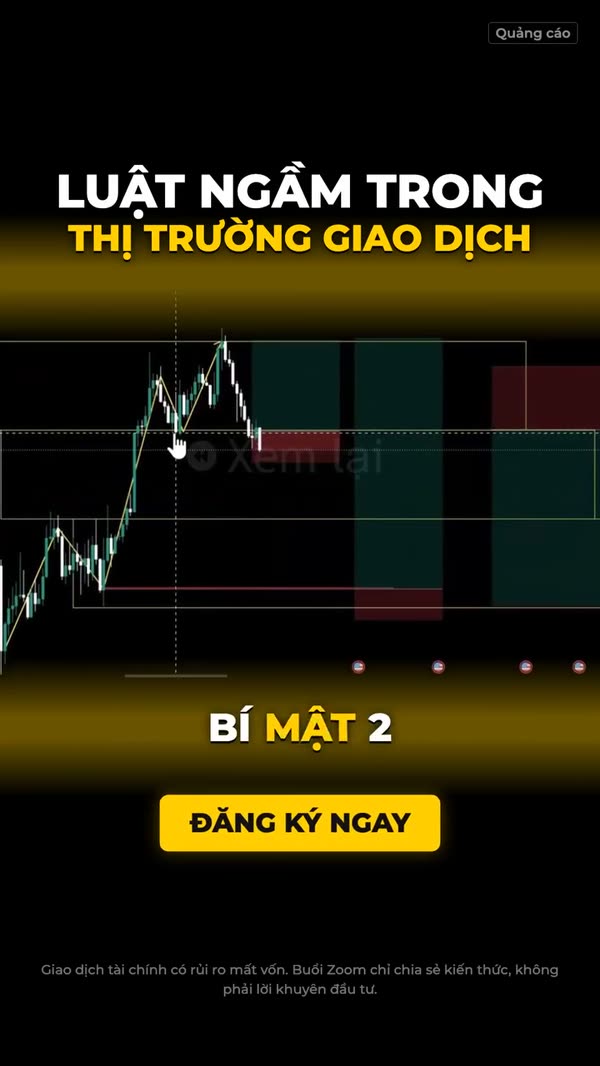 Quảng cáo
LUẬT NGẦM TRONG
THỊ TRƯỜNG GIAO DỊCH
Xem lại
BÍ MẬT 2
ĐĂNG KÝ NGAY
Giao dịch tài chính có rủi ro mất vốn. Buổi Zoom chỉ chia sẻ kiến thức, không
phải lời khuyên đầu tư.